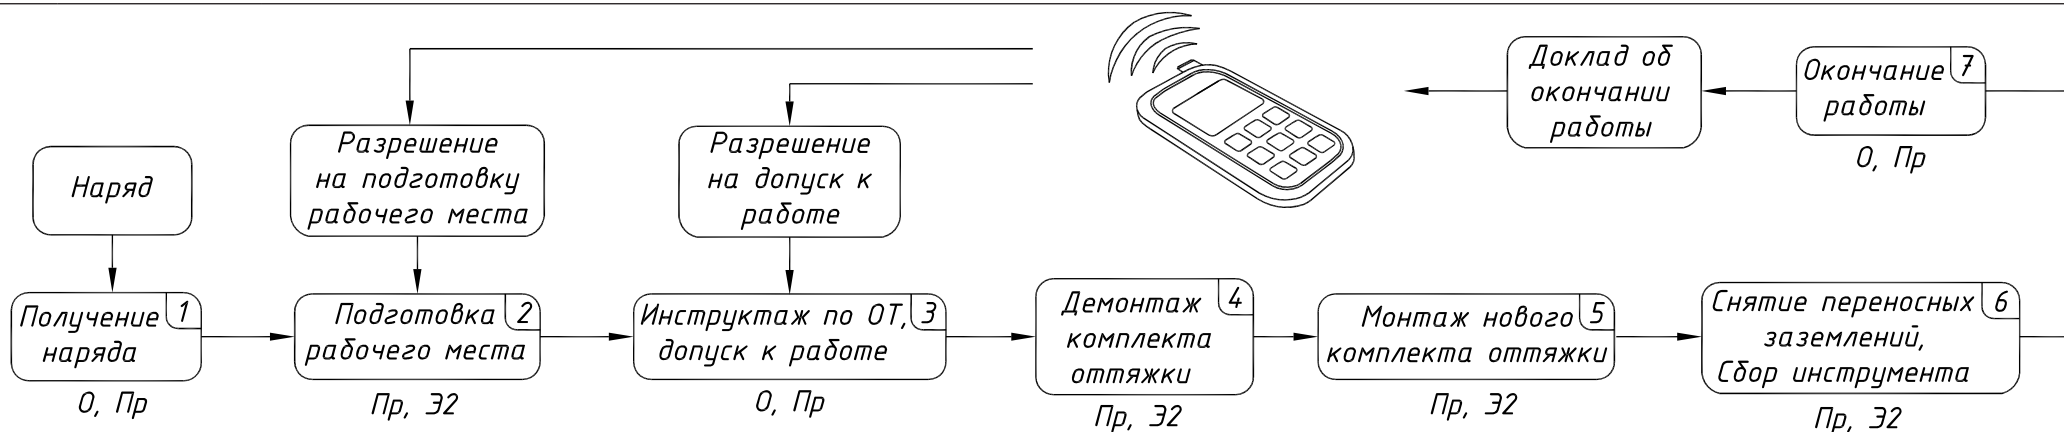 Наряд
Разрешение
на подготовку
рабочего места
Разрешение
на допуск к
работе
Доклад об
окончании
работы
Окончание
работы
7
О, Пр
Получение
наряда
1
О, Пр
Подготовка
рабочего места
2
Пр, Э2
Инструктаж по ОТ,
допуск к работе
3
О, Пр
Демонтаж
комплекта
оттяжки
4
Пр, Э2
Монтаж нового
комплекта оттяжки
5
Пр, Э2
Снятие переносных
заземлений,
Сбор инструмента
6
Пр, Э2